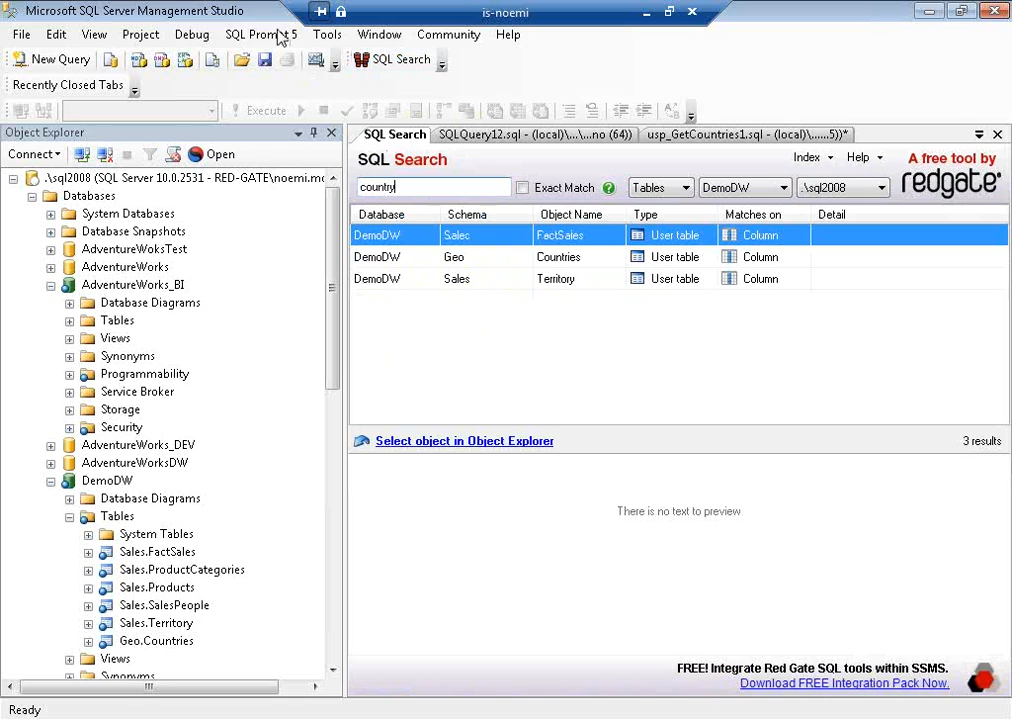 Microsoft SQL Server Management Studio
is-noemi
File Edit View Project Debug SQL Prompt 5 Tools Window Community Help
New Query SQL Search
Recently Closed Tabs
Execute
Object Explorer
SQL Search SQLQuery12.sql - (local)\...\...no (64)) usp_GetCountries1.sql - (local)\......5))*
Connect Open
SQL Search
Index Help
A free tool by
redgate
country
Exact Match Tables DemoDW .\sql2008
Database Schema Object Name Type Matches on Detail
DemoDW Sales FactSales User table Column
DemoDW Geo Countries User table Column
DemoDW Sales Territory User table Column
Select object in Object Explorer 3 results
There is no text to preview
FREE! Integrate Red Gate SQL tools within SSMS.
Download FREE Integration Pack Now.
.\sql2008 (SQL Server 10.0.2531 - RED-GATE\noemi.mo
Databases
System Databases
Database Snapshots
AdventureWoksTest
AdventureWorks
AdventureWorks_BI
Database Diagrams
Tables
Views
Synonyms
Programmability
Service Broker
Storage
Security
AdventureWorks_DEV
AdventureWorksDW
DemoDW
Database Diagrams
Tables
System Tables
Sales.FactSales
Sales.ProductCategories
Sales.Products
Sales.SalesPeople
Sales.Territory
Geo.Countries
Views
Synonyms
Ready